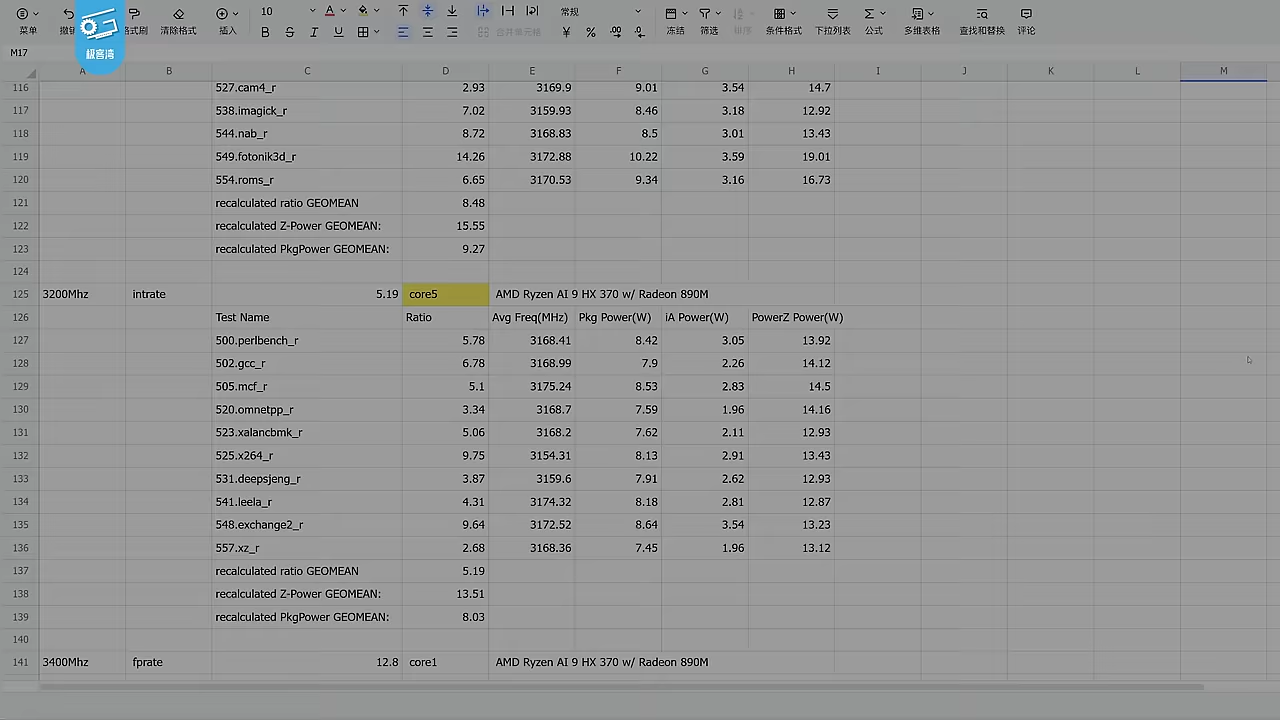 10 A 常规
菜单 格式刷 清除格式 插入 B I S U 合并单元格 ¥ % 冻结 筛选 排序 条件格式 下拉列表 公式 多维表格 查找和替换 评论
极客湾
M17
A B C D E F G H I J K L M
116 527.cam4_r 2.93 3169.9 9.01 3.54 14.7
117 538.imagick_r 7.02 3159.93 8.46 3.18 12.92
118 544.nab_r 8.72 3168.83 8.5 3.01 13.43
119 549.fotonik3d_r 14.26 3172.88 10.22 3.59 19.01
120 554.roms_r 6.65 3170.53 9.34 3.16 16.73
121 recalculated ratio GEOMEAN 8.48
122 recalculated Z-Power GEOMEAN: 15.55
123 recalculated PkgPower GEOMEAN: 9.27
124
125 3200Mhz intrate 5.19 core5 AMD Ryzen AI 9 HX 370 w/ Radeon 890M
126 Test Name Ratio Avg Freq(MHz) Pkg Power(W) iA Power(W) PowerZ Power(W)
127 500.perlbench_r 5.78 3168.41 8.42 3.05 13.92
128 502.gcc_r 6.78 3168.99 7.9 2.26 14.12
129 505.mcf_r 5.1 3175.24 8.53 2.83 14.5
130 520.omnetpp_r 3.34 3168.7 7.59 1.96 14.16
131 523.xalancbmk_r 5.06 3168.2 7.62 2.11 12.93
132 525.x264_r 9.75 3154.31 8.13 2.91 13.43
133 531.deepsjeng_r 3.87 3159.6 7.91 2.62 12.93
134 541.leela_r 4.31 3174.32 8.18 2.81 12.87
135 548.exchange2_r 9.64 3172.52 8.64 3.54 13.23
136 557.xz_r 2.68 3168.36 7.45 1.96 13.12
137 recalculated ratio GEOMEAN 5.19
138 recalculated Z-Power GEOMEAN: 13.51
139 recalculated PkgPower GEOMEAN: 8.03
140
141 3400Mhz fprate 12.8 core1 AMD Ryzen AI 9 HX 370 w/ Radeon 890M